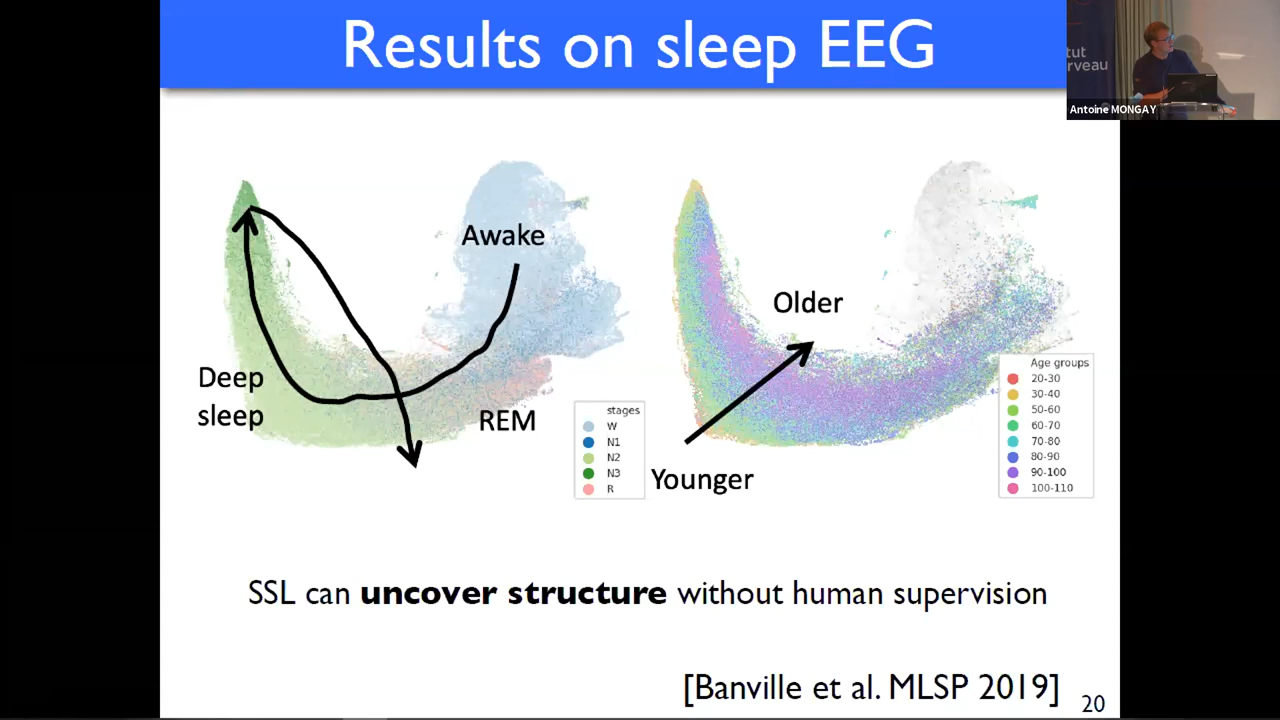 Results on sleep EEG
tut
rveau
Antoine MONGAY
Awake
Deep
sleep
REM
stages
W
N1
N2
N3
R
Older
Younger
Age groups
20-30
30-40
50-60
60-70
70-80
80-90
90-100
100-110
SSL can uncover structure without human supervision
[Banville et al. MLSP 2019]
20